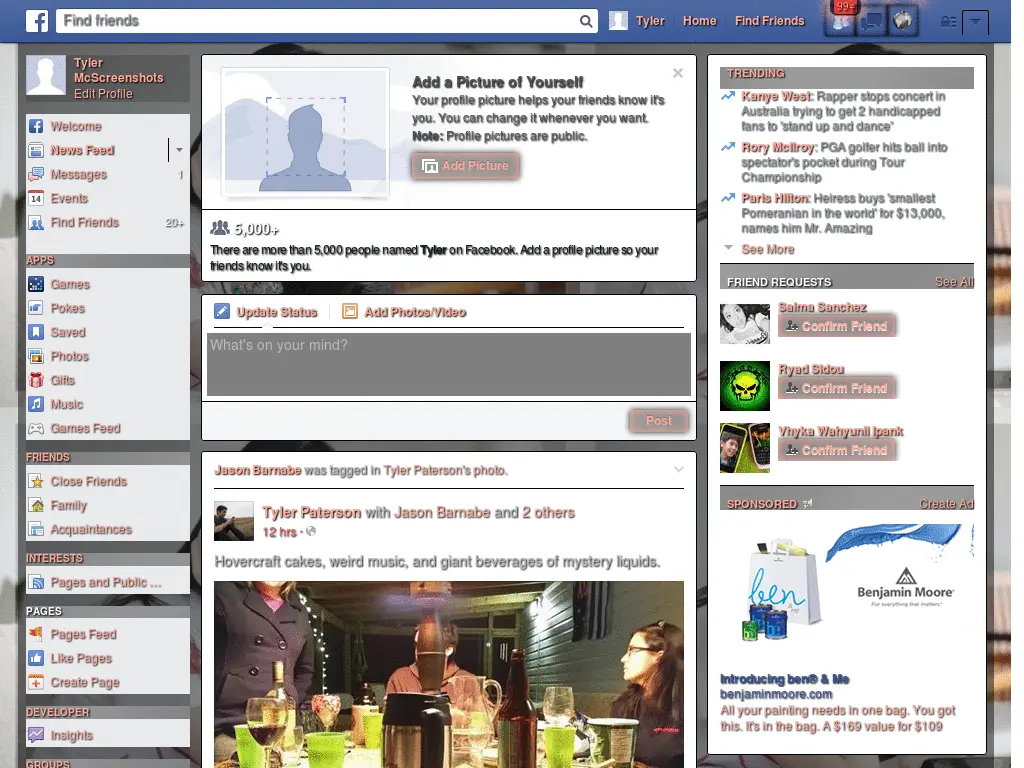 Find friends
Tyler
Home
Find Friends
99+
Tyler
McScreenshots
Edit Profile
Welcome
News Feed
Messages
1
Events
14
Find Friends
20+
APPS
Games
Pokes
Saved
Photos
Gifts
Music
Games Feed
FRIENDS
Close Friends
Family
Acquaintances
INTERESTS
Pages and Public ...
PAGES
Pages Feed
Like Pages
Create Page
DEVELOPER
Insights
GROUPS
Add a Picture of Yourself
Your profile picture helps your friends know it's
you. You can change it whenever you want.
Note: Profile pictures are public.
Add Picture
5,000+
There are more than 5,000 people named Tyler on Facebook. Add a profile picture so your
friends know it's you.
Update Status
Add Photos/Video
What's on your mind?
Post
Jason Barnabe was tagged in Tyler Paterson's photo.
Tyler Paterson with Jason Barnabe and 2 others
12 hrs ·
Hovercraft cakes, weird music, and giant beverages of mystery liquids.
TRENDING
Kanye West: Rapper stops concert in
Australia trying to get 2 handicapped
fans to 'stand up and dance'
Rory McIlroy: PGA golfer hits ball into
spectator's pocket during Tour
Championship
Paris Hilton: Heiress buys 'smallest
Pomeranian in the world' for $13,000,
names him Mr. Amazing
See More
FRIEND REQUESTS
See All
Salma Sanchez
Confirm Friend
Ryad Sidou
Confirm Friend
Vhyka Wahyunii Ipank
Confirm Friend
SPONSORED
Create Ad
ben
Benjamin Moore®
For everything that matters.™
Introducing ben® & Me
benjaminmoore.com
All your painting needs in one bag. You got
this. It's in the bag. A $169 value for $109